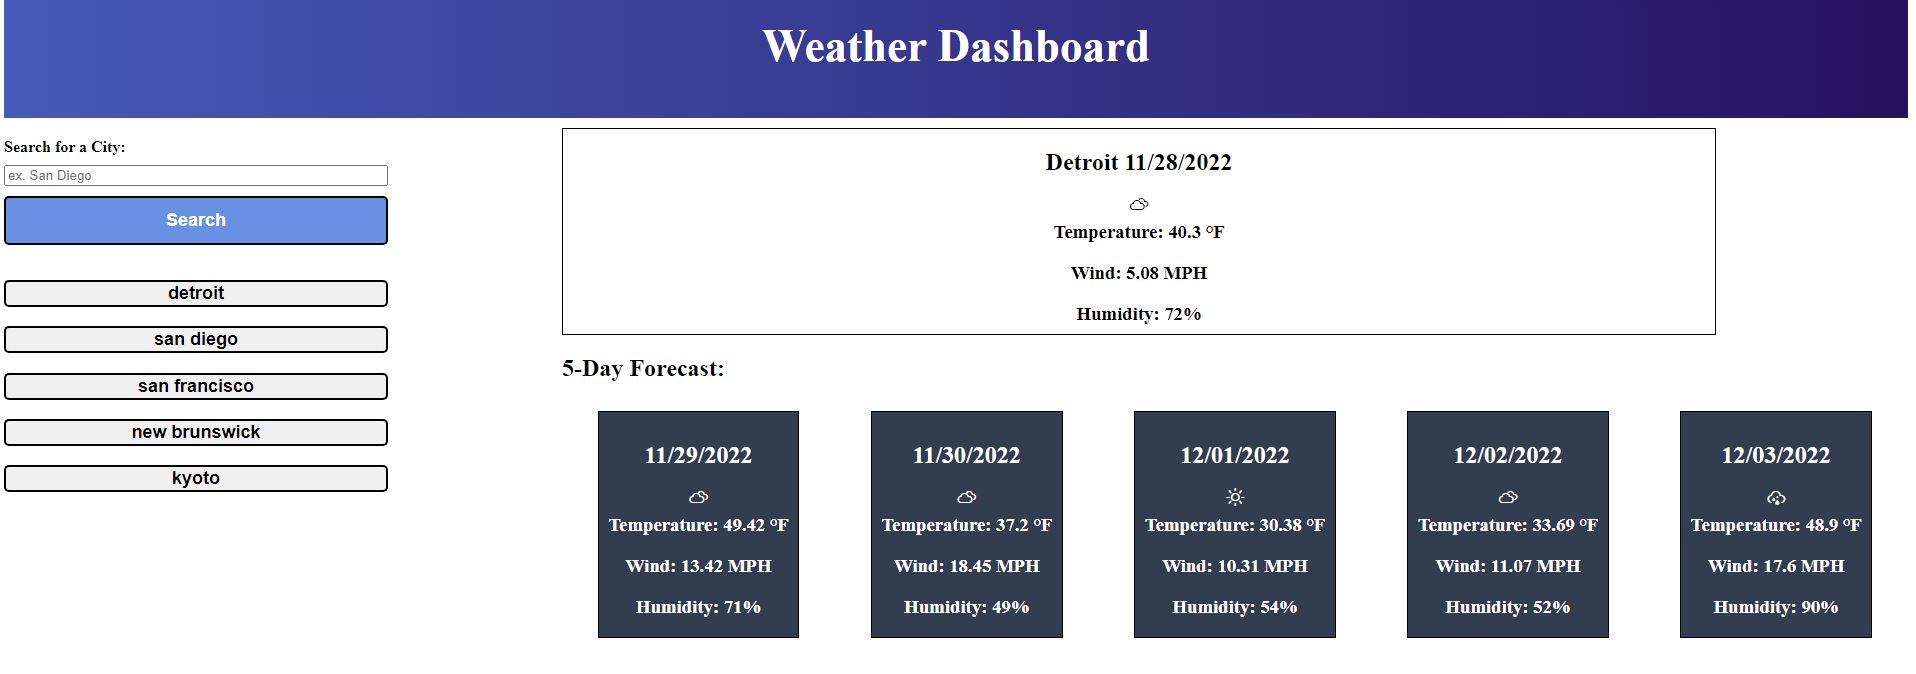 Weather Dashboard
Search for a City:
ex. San Diego
Search
detroit
san diego
san francisco
new brunswick
kyoto
Detroit 11/28/2022
Temperature: 40.3 °F
Wind: 5.08 MPH
Humidity: 72%
5-Day Forecast:
11/29/2022
Temperature: 49.42 °F
Wind: 13.42 MPH
Humidity: 71%
11/30/2022
Temperature: 37.2 °F
Wind: 18.45 MPH
Humidity: 49%
12/01/2022
Temperature: 30.38 °F
Wind: 10.31 MPH
Humidity: 54%
12/02/2022
Temperature: 33.69 °F
Wind: 11.07 MPH
Humidity: 52%
12/03/2022
Temperature: 48.9 °F
Wind: 17.6 MPH
Humidity: 90%